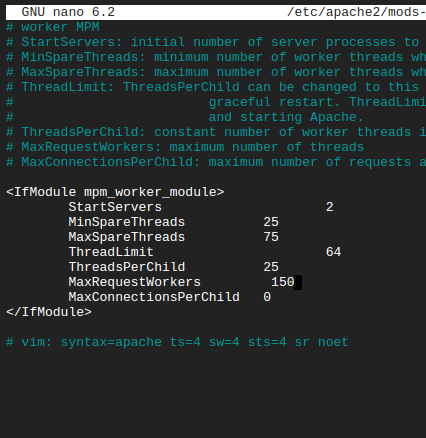 GNU nano 6.2 /etc/apache2/mods-
# worker MPM
# StartServers: initial number of server processes to
# MinSpareThreads: minimum number of worker threads wh
# MaxSpareThreads: maximum number of worker threads wh
# ThreadLimit: ThreadsPerChild can be changed to this
# graceful restart. ThreadLimi
# and starting Apache.
# ThreadsPerChild: constant number of worker threads i
# MaxRequestWorkers: maximum number of threads
# MaxConnectionsPerChild: maximum number of requests a
<IfModule mpm_worker_module>
StartServers 2
MinSpareThreads 25
MaxSpareThreads 75
ThreadLimit 64
ThreadsPerChild 25
MaxRequestWorkers 150
MaxConnectionsPerChild 0
</IfModule>
# vim: syntax=apache ts=4 sw=4 sts=4 sr noet